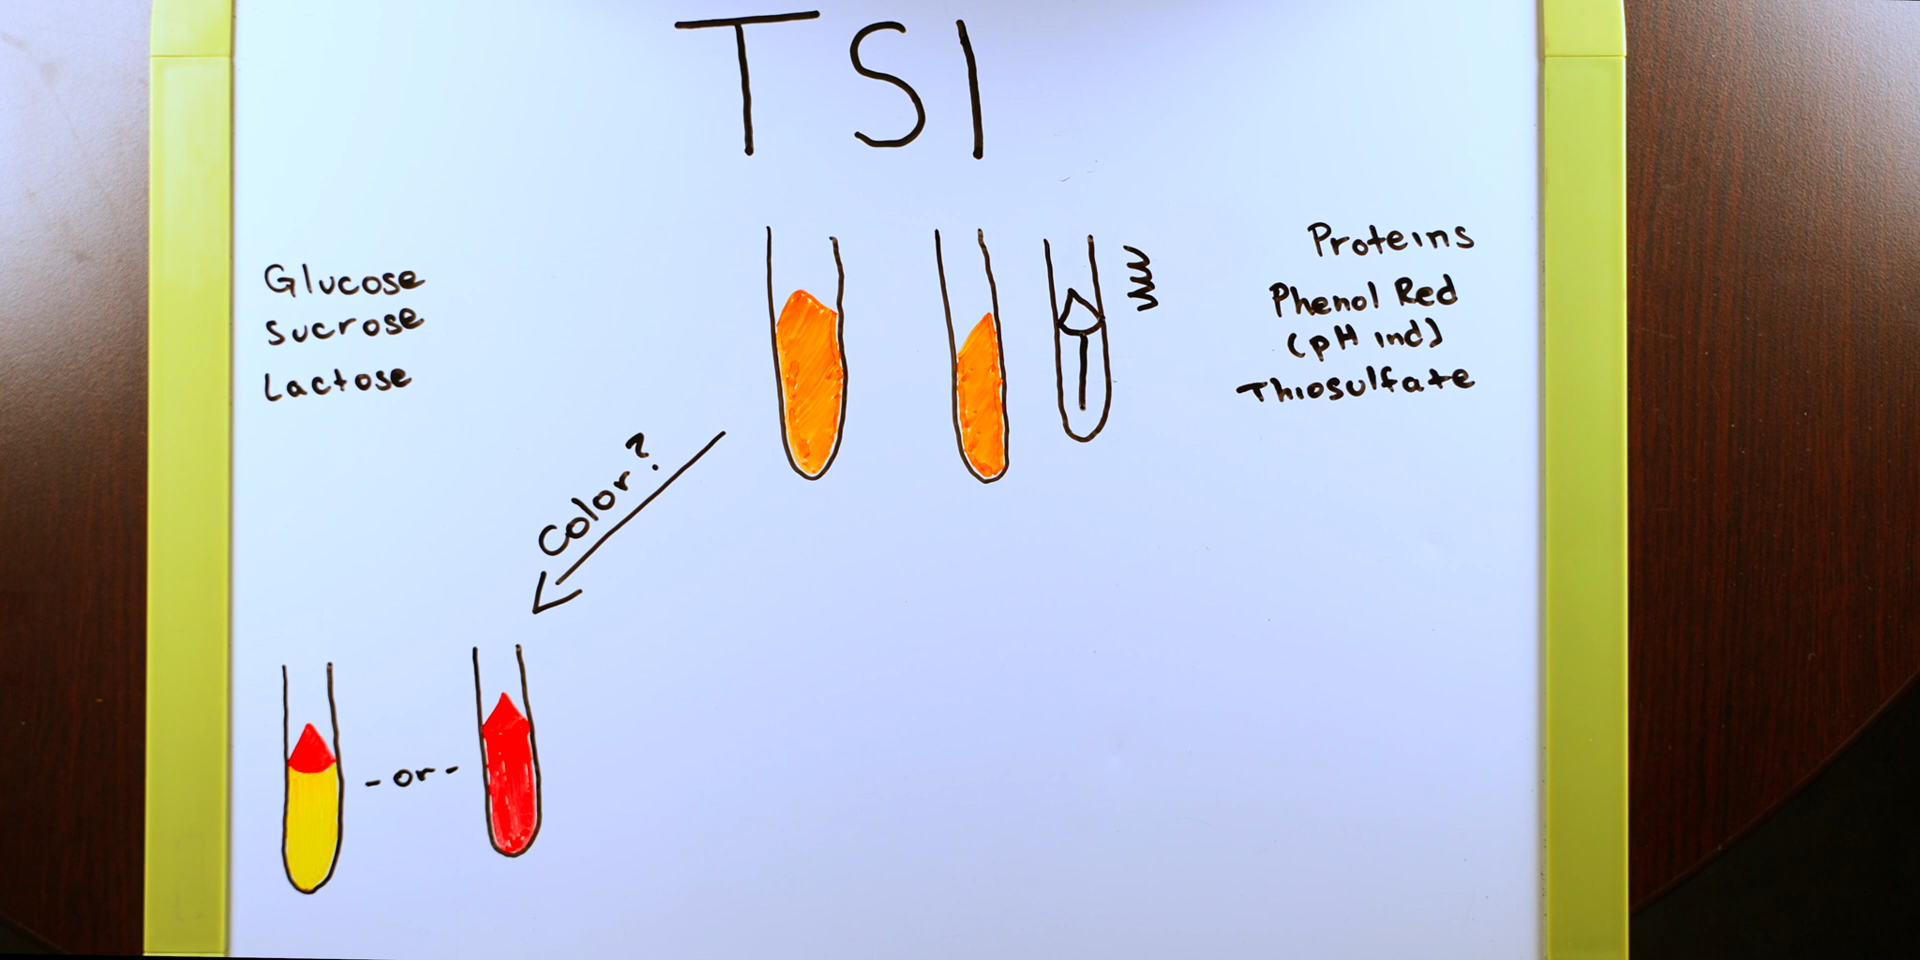 TSI
Glucose
Sucrose
Lactose
Proteins
Phenol Red
(pH ind)
Thiosulfate
Color?
- or -